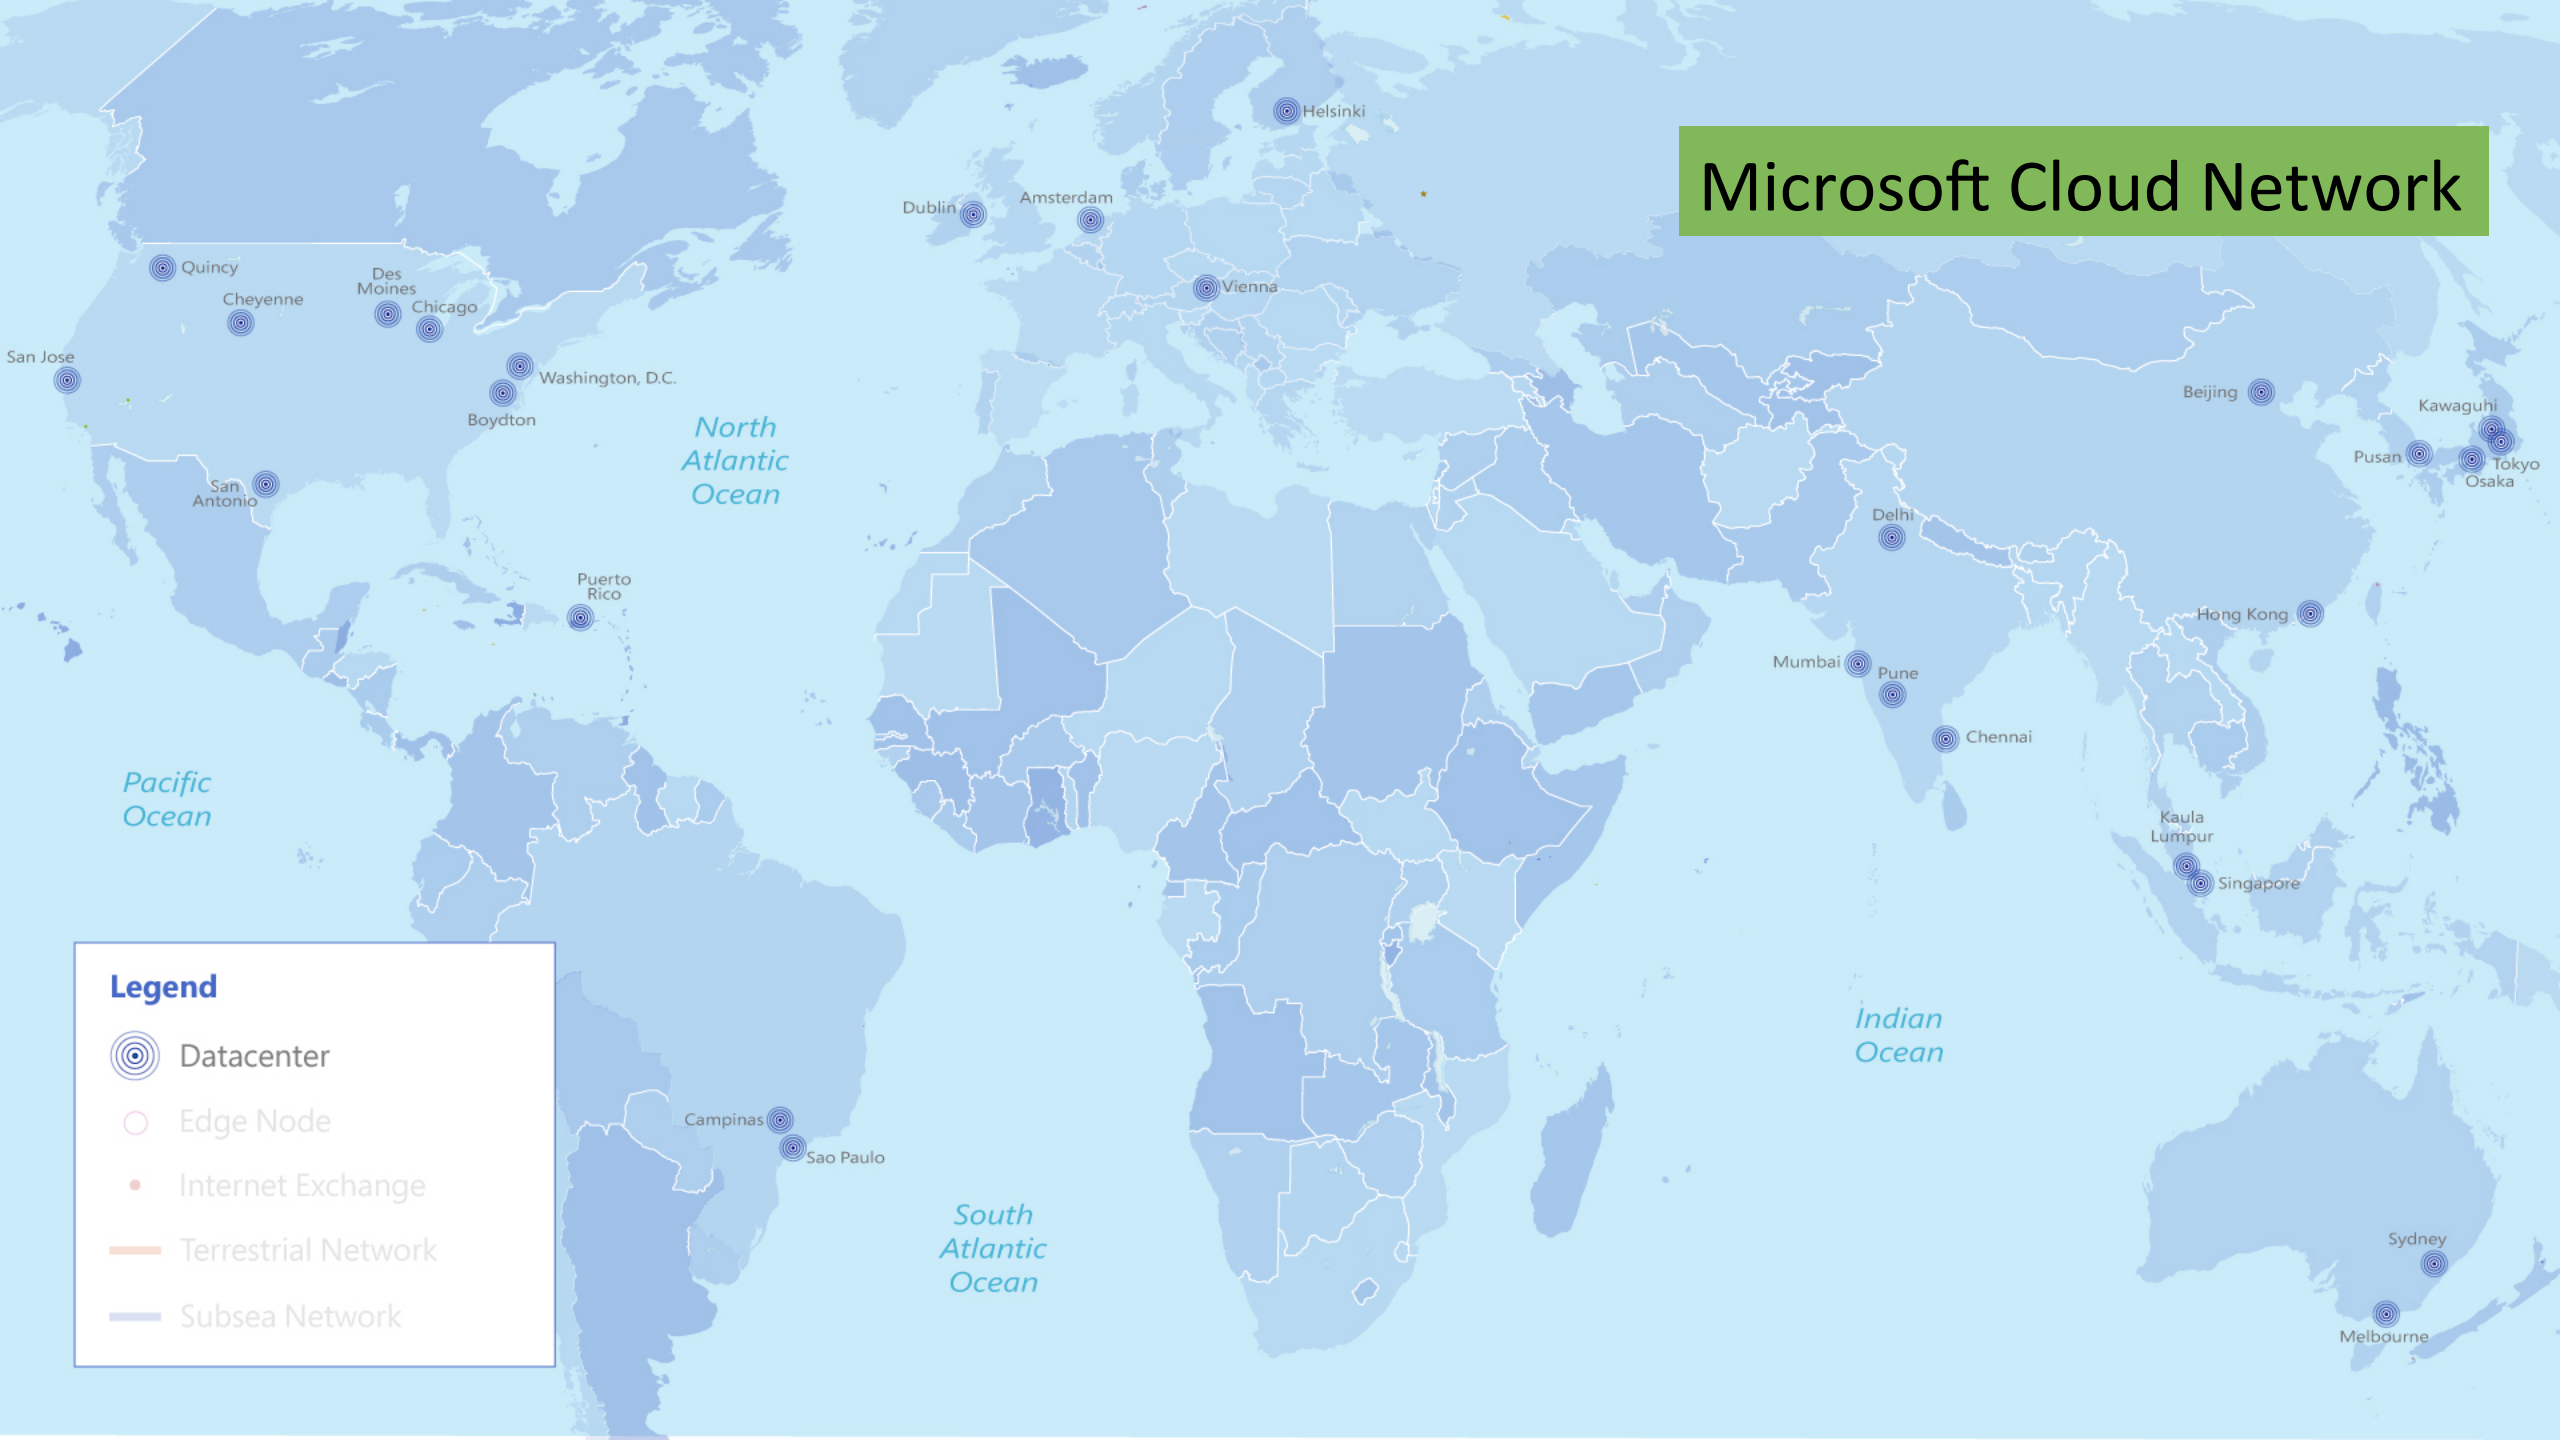 Microsoft Cloud Network
Helsinki
Dublin
Amsterdam
Vienna
Quincy
Cheyenne
Des
Moines
Chicago
San Jose
Washington, D.C.
Boydton
San
Antonio
Puerto
Rico
North
Atlantic
Ocean
Beijing
Kawaguhi
Pusan
Tokyo
Osaka
Delhi
Hong Kong
Mumbai
Pune
Chennai
Kaula
Lumpur
Singapore
Pacific
Ocean
Indian
Ocean
Campinas
Sao Paulo
South
Atlantic
Ocean
Sydney
Melbourne
Legend
Datacenter
Edge Node
Internet Exchange
Terrestrial Network
Subsea Network